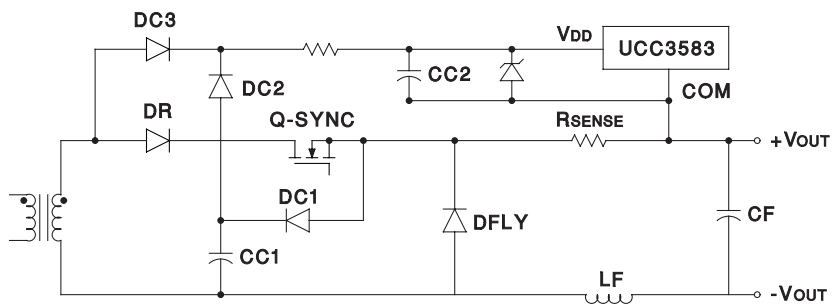 DC3
VDD
UCC3583
DC2
CC2
COM
DR
Q-SYNC
RSENSE
+VOUT
DC1
DFLY
CF
CC1
LF
-VOUT